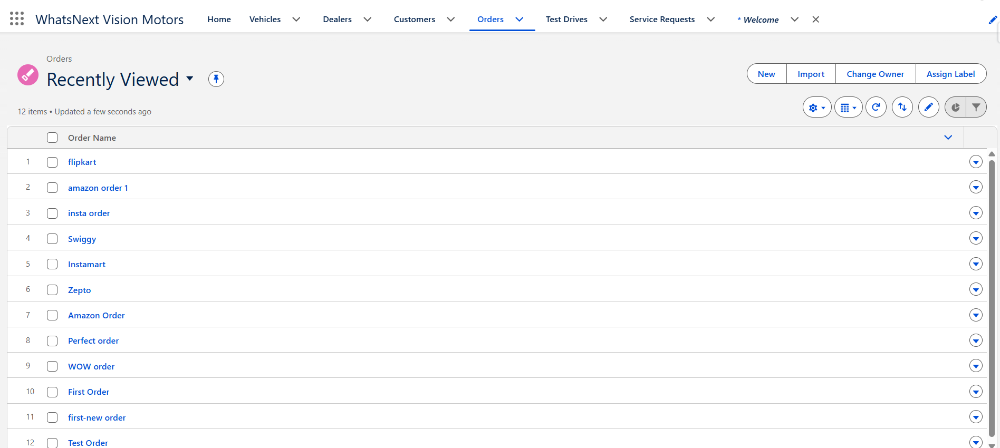 WhatsNext Vision Motors Home Vehicles Dealers Customers Orders Test Drives Service Requests * Welcome
Orders
Recently Viewed
New Import Change Owner Assign Label
12 items • Updated a few seconds ago
Order Name
1 flipkart
2 amazon order 1
3 insta order
4 Swiggy
5 Instamart
6 Zepto
7 Amazon Order
8 Perfect order
9 WOW order
10 First Order
11 first-new order
12 Test Order